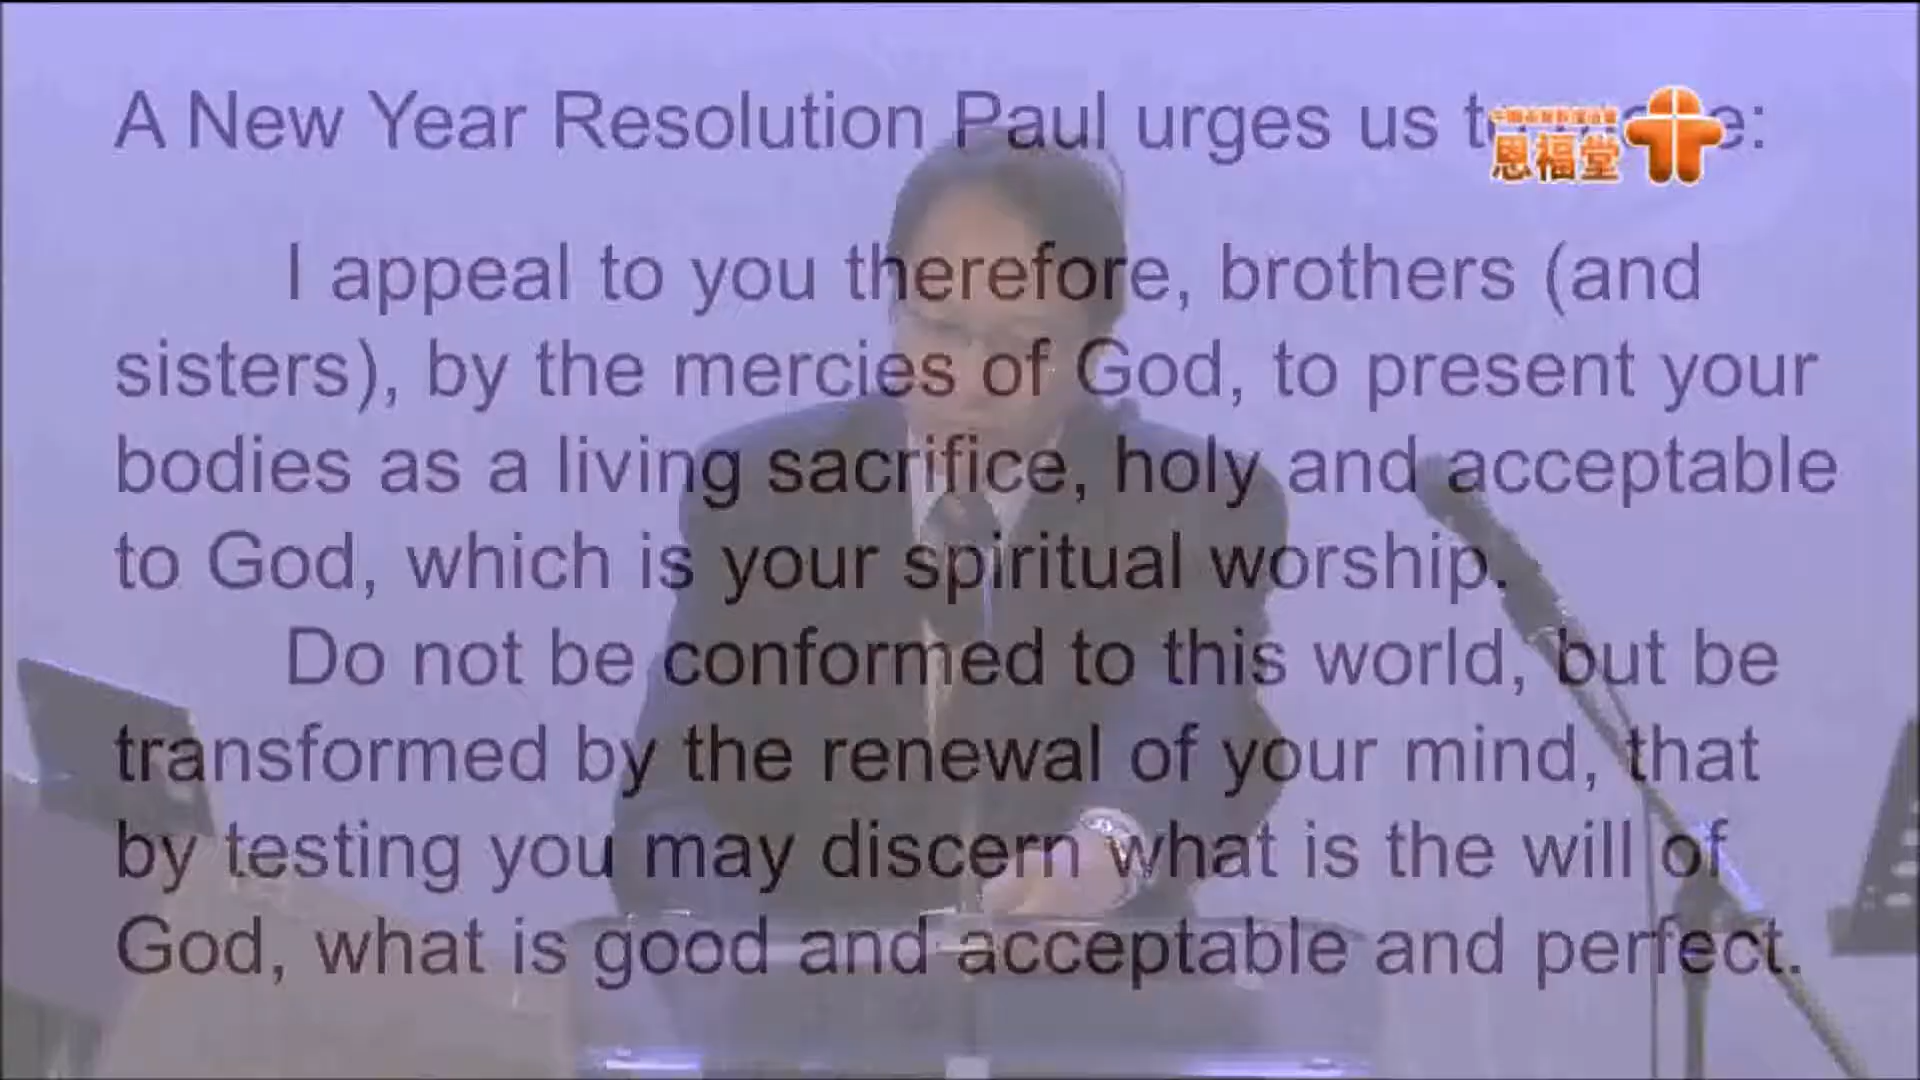 A New Year Resolution Paul urges us to
恩福堂
I appeal to you therefore, brothers (and
sisters), by the mercies of God, to present your
bodies as a living sacrifice, holy and acceptable
to God, which is your spiritual worship.
Do not be conformed to this world, but be
transformed by the renewal of your mind, that
by testing you may discern what is the will of
God, what is good and acceptable and perfect.